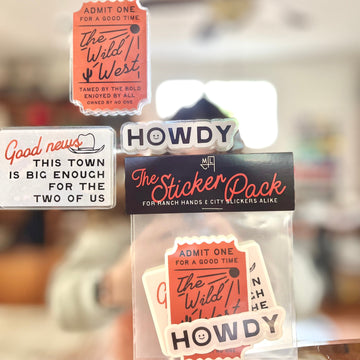 ADMIT ONE
FOR A GOOD TIME
The
Wild
West
TAMED BY THE BOLD
ENJOYED BY ALL
OWNED BY NO ONE
HOWDY
Good news
THIS TOWN
IS BIG ENOUGH
FOR THE
TWO OF US
The Sticker Pack
FOR RANCH HANDS & CITY SLICKERS ALIKE
ADMIT ONE
FOR A GOOD TIME
The
Wild
West
HOWDY